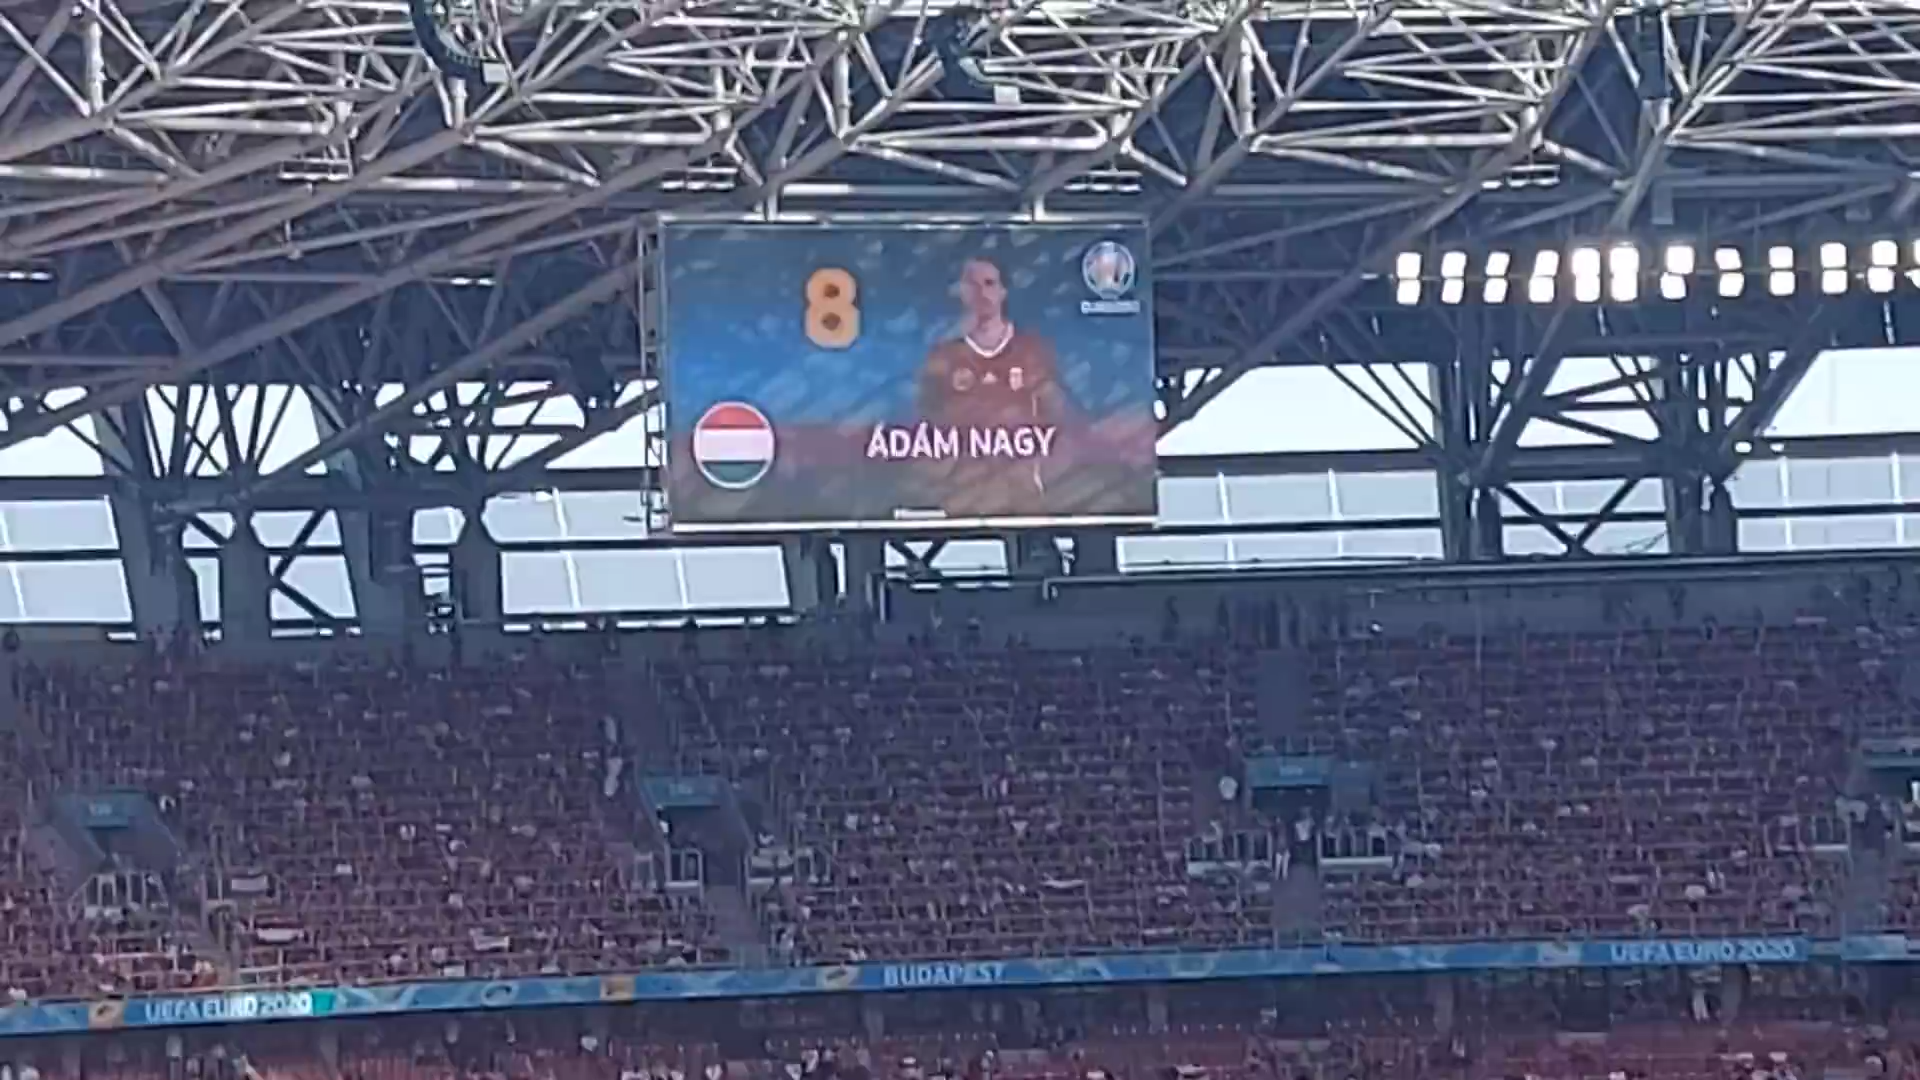 8
ÁDÁM NAGY
BUDAPEST
UEFA EURO 2020
UEFA EURO 2020